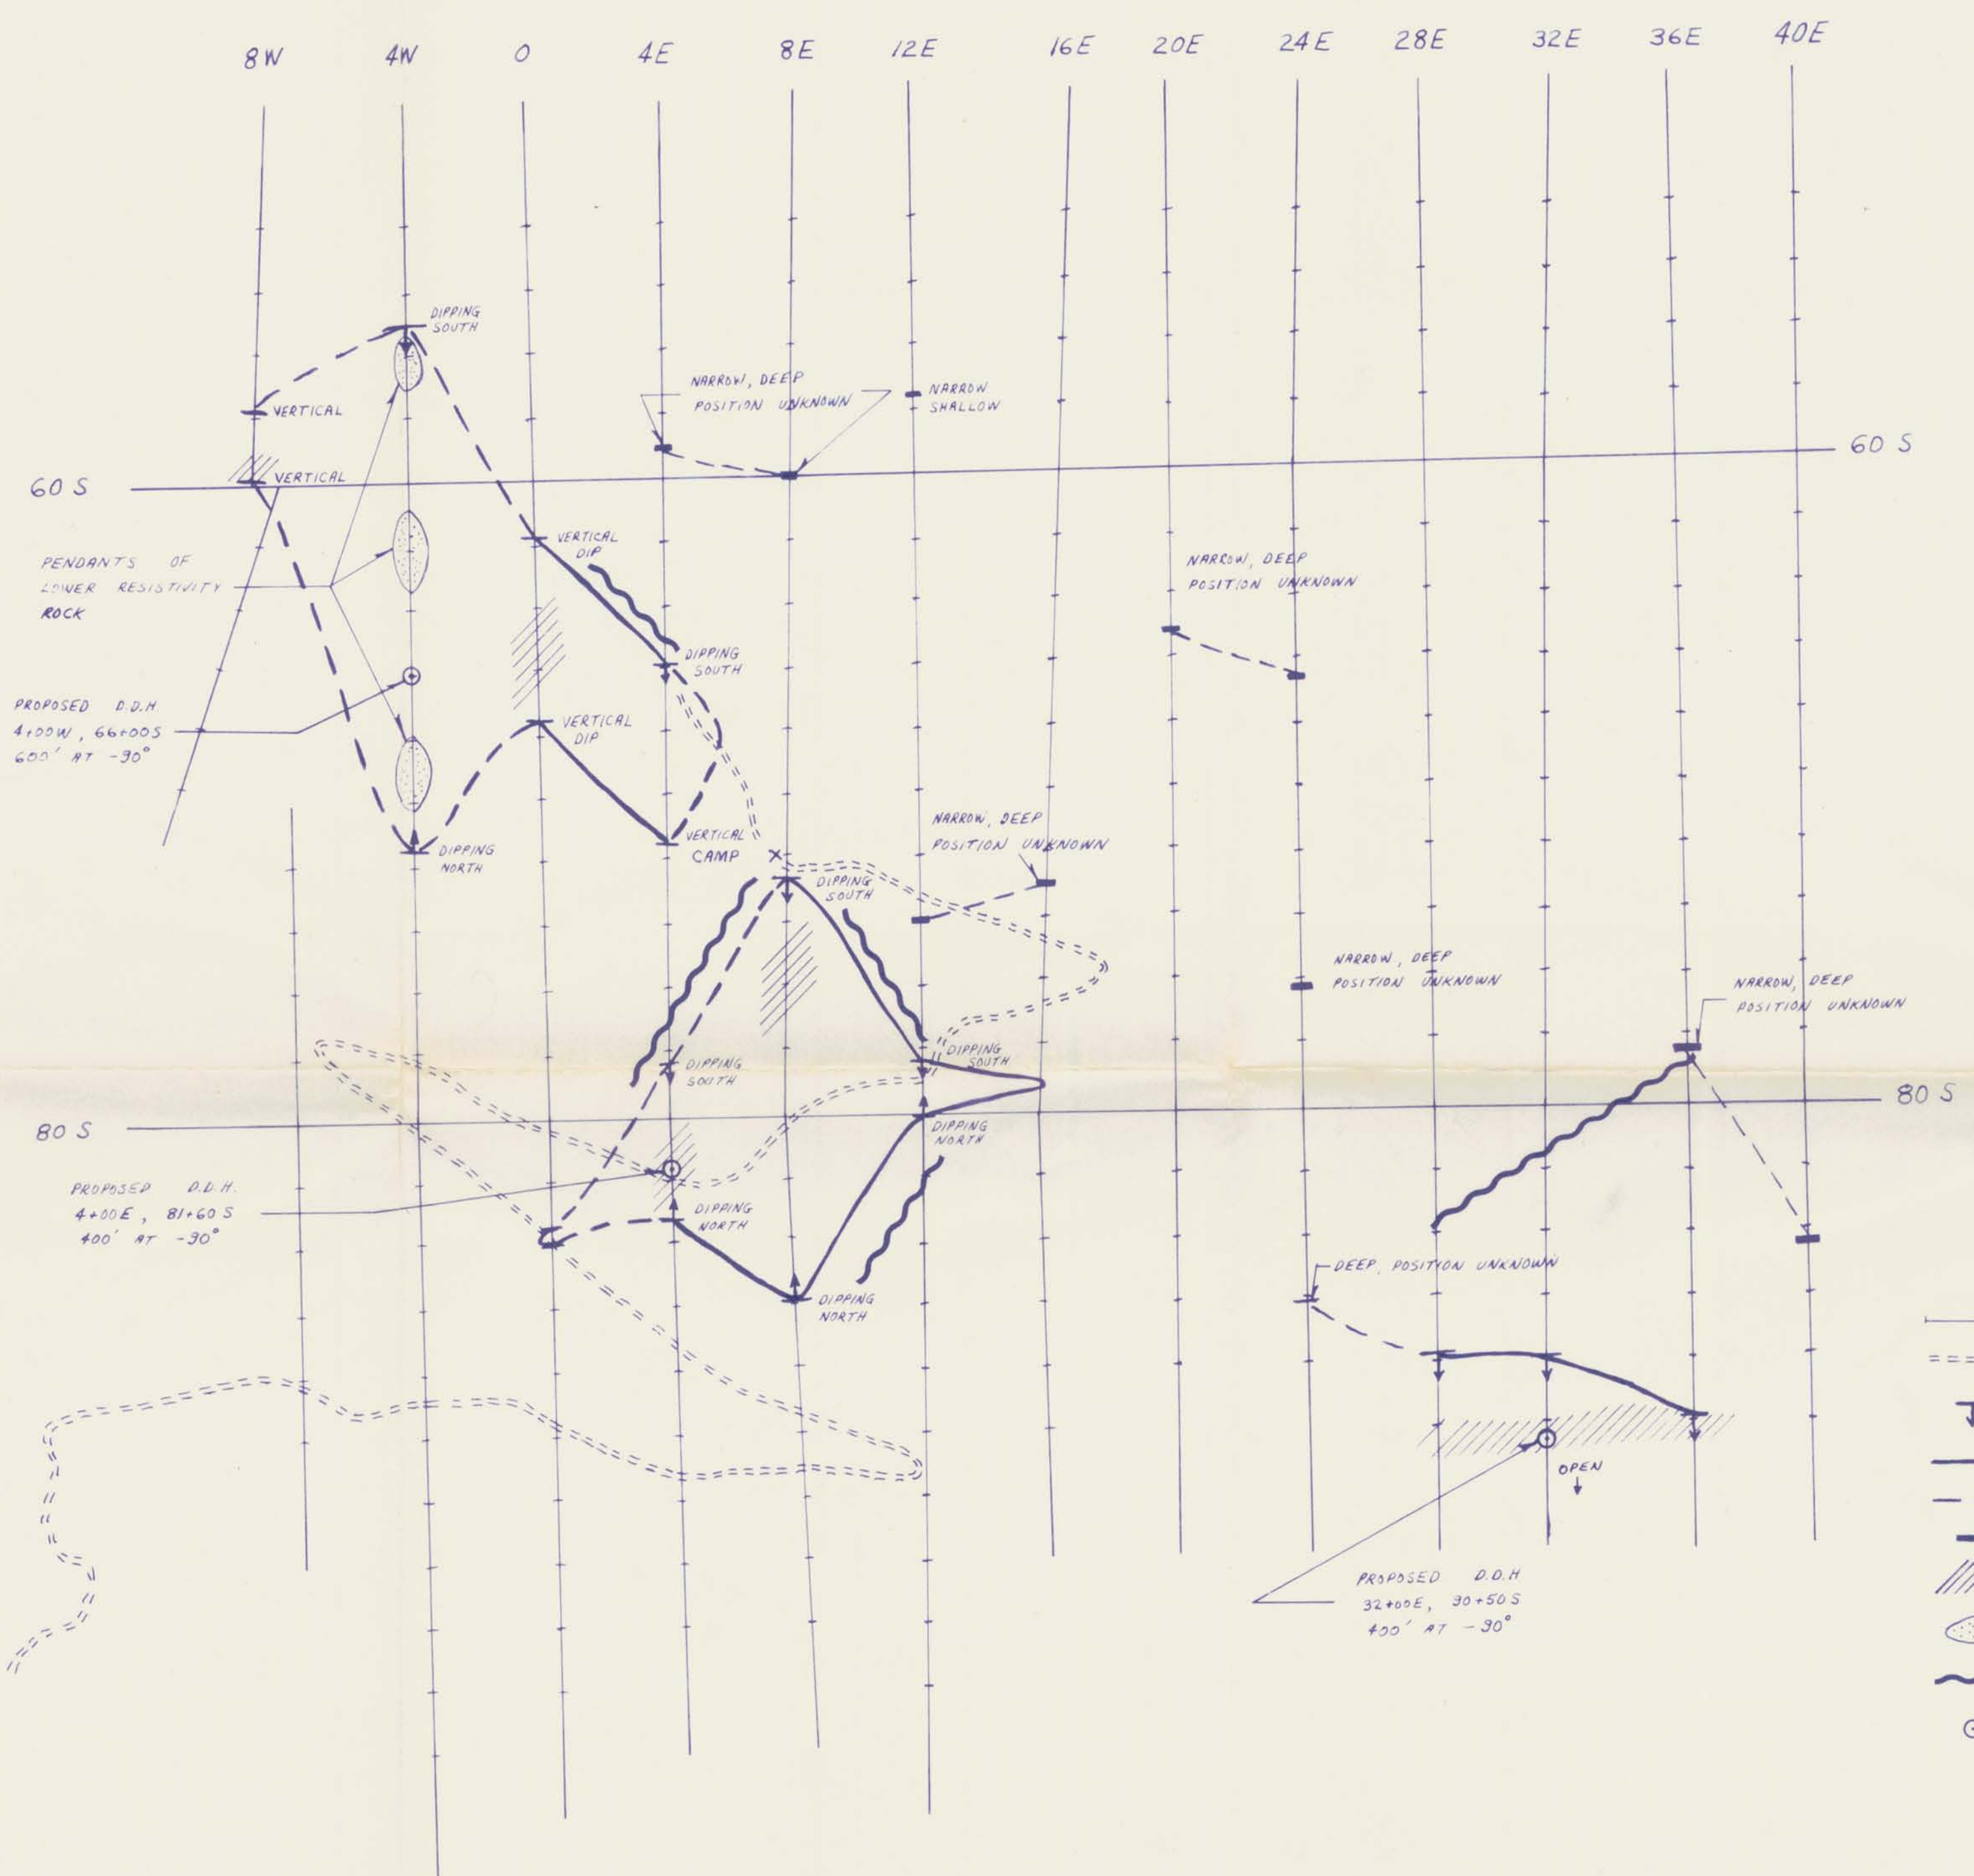 8W 4W 0 4E 8E 12E 16E 20E 24E 28E 32E 36E 40E
DIPPING
SOUTH
NARROW, DEEP
POSITION UNKNOWN
NARROW
SHALLOW
VERTICAL
60 S
VERTICAL
60 S
VERTICAL
DIP
NARROW, DEEP
POSITION UNKNOWN
PENDANTS OF
LOWER RESISTIVITY
ROCK
DIPPING
SOUTH
PROPOSED D.D.H
4+00W, 66+00S
600' AT -90°
VERTICAL
DIP
VERTICAL
CAMP X
NARROW, DEEP
POSITION UNKNOWN
DIPPING
NORTH
DIPPING
SOUTH
NARROW, DEEP
POSITION UNKNOWN
NARROW, DEEP
POSITION UNKNOWN
DIPPING
SOUTH
DIPPING
SOUTH
80 S
80 S
DIPPING
NORTH
PROPOSED D.D.H.
4+00E, 81+60 S
400' AT -90°
DIPPING
NORTH
DEEP, POSITION UNKNOWN
DIPPING
NORTH
OPEN
PROPOSED D.D.H
32+00E, 90+50 S
400' AT -90°